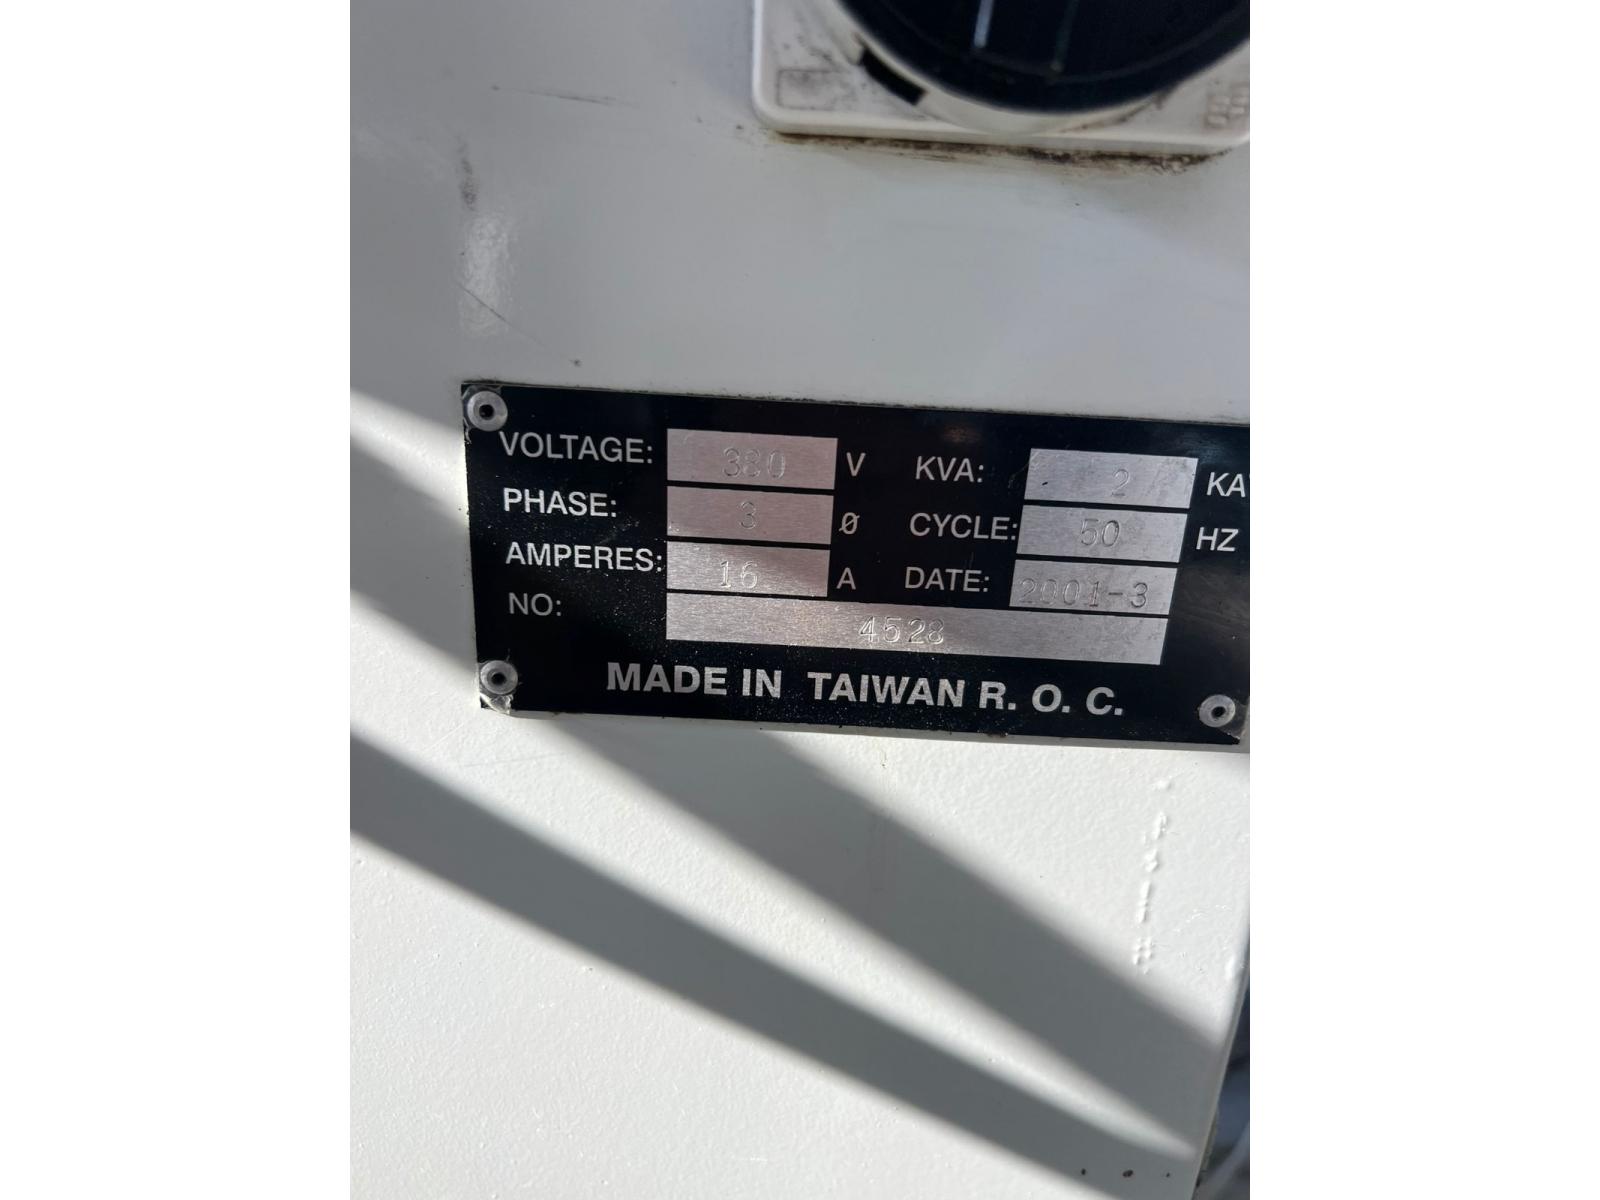 VOLTAGE: 380 V KVA: 2 KA
PHASE: 3 ø CYCLE: 50 HZ
AMPERES: 16 A DATE: 2001-3
NO: 4528
MADE IN TAIWAN R. O. C.